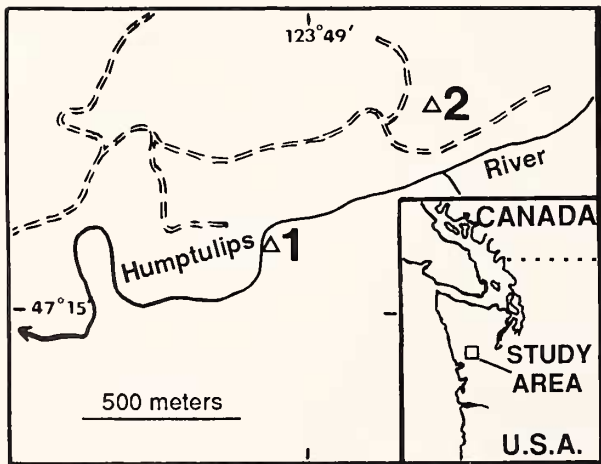 123°49′
2
River
Humptulips
1
47°15′
500 meters
CANADA
STUDY
AREA
U.S.A.